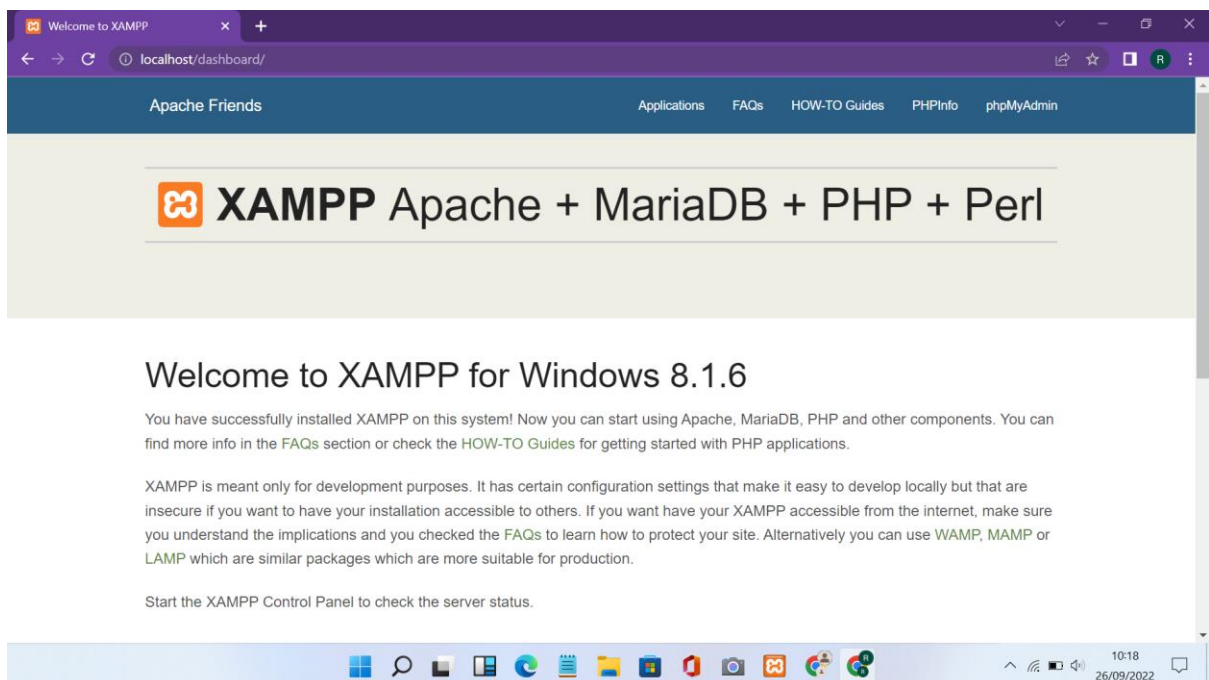 Welcome to XAMPP
localhost/dashboard/
R
Apache Friends
Applications FAQs HOW-TO Guides PHPInfo phpMyAdmin
XAMPP Apache + MariaDB + PHP + Perl
Welcome to XAMPP for Windows 8.1.6
You have successfully installed XAMPP on this system! Now you can start using Apache, MariaDB, PHP and other components. You can
find more info in the FAQs section or check the HOW-TO Guides for getting started with PHP applications.
XAMPP is meant only for development purposes. It has certain configuration settings that make it easy to develop locally but that are
insecure if you want to have your installation accessible to others. If you want have your XAMPP accessible from the internet, make sure
you understand the implications and you checked the FAQs to learn how to protect your site. Alternatively you can use WAMP, MAMP or
LAMP which are similar packages which are more suitable for production.
Start the XAMPP Control Panel to check the server status.
10:18
26/09/2022